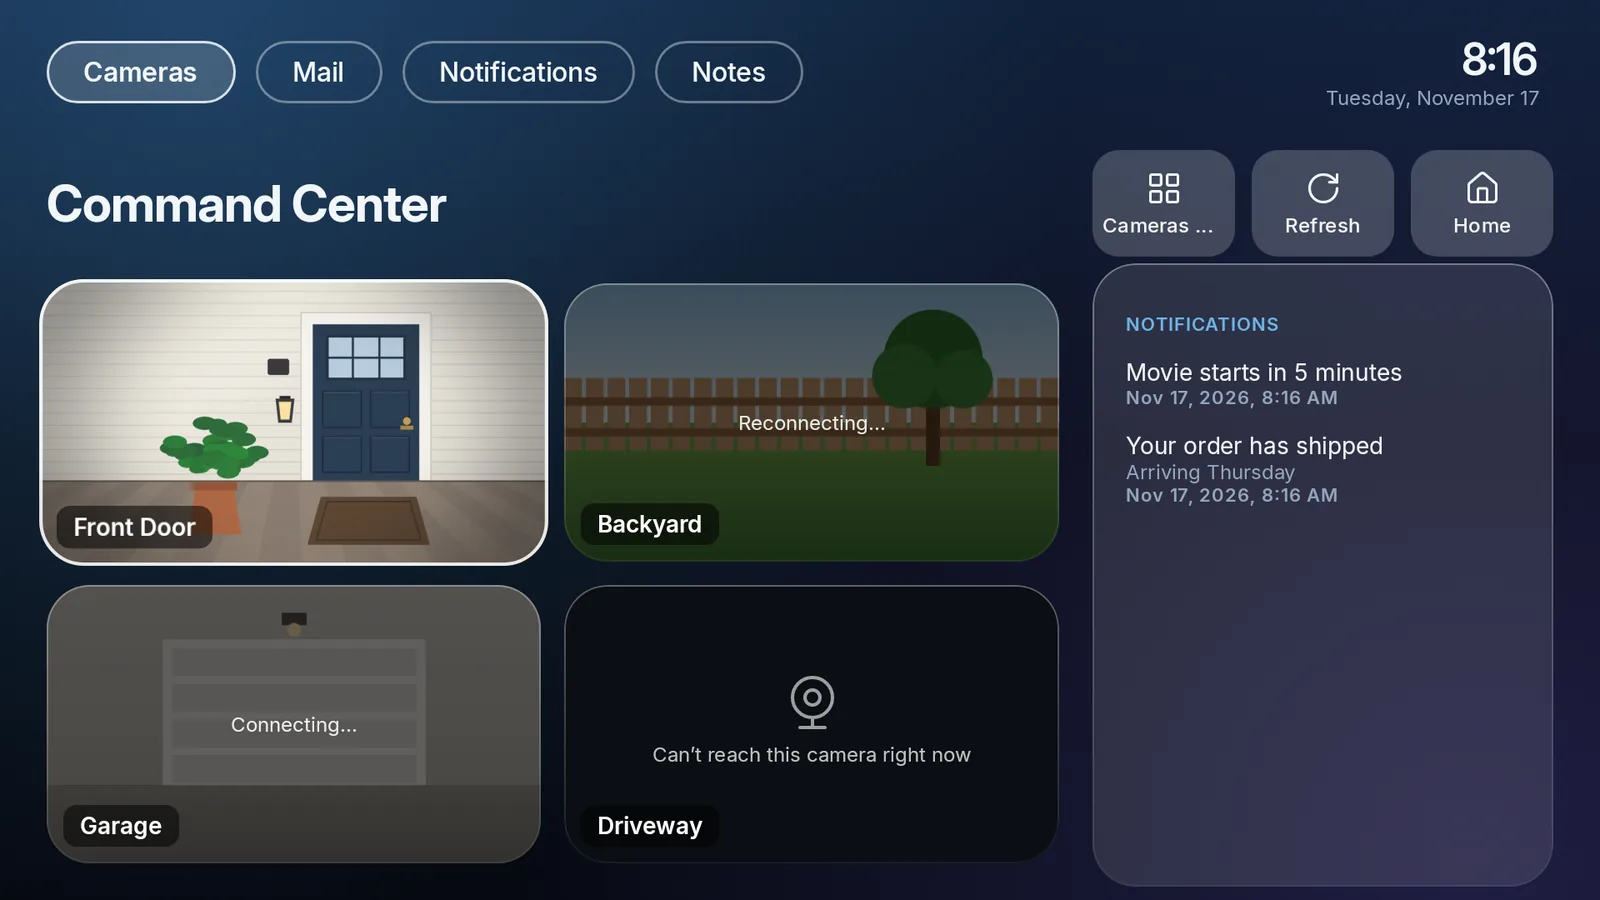 Cameras
Mail
Notifications
Notes
8:16
Tuesday, November 17
Command Center
Cameras ...
Refresh
Home
Front Door
Reconnecting...
Backyard
Connecting...
Garage
Can’t reach this camera right now
Driveway
NOTIFICATIONS
Movie starts in 5 minutes
Nov 17, 2026, 8:16 AM
Your order has shipped
Arriving Thursday
Nov 17, 2026, 8:16 AM